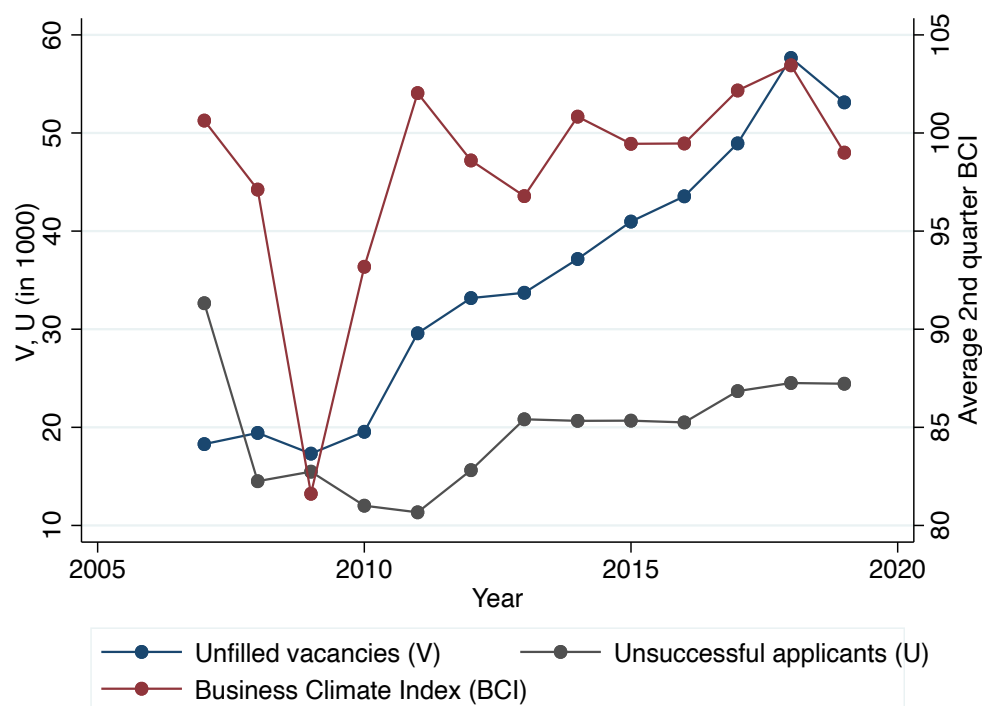 60
50
40
30
20
10
V, U (in 1000)
105
100
95
90
85
80
Average 2nd quarter BCI
2005
2010
2015
2020
Year
Unfilled vacancies (V)
Unsuccessful applicants (U)
Business Climate Index (BCI)